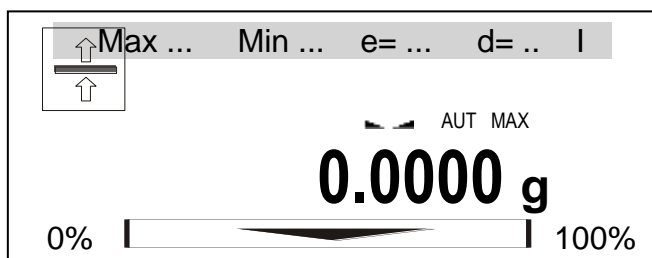 Max ... Min ... e= ... d= .. I
AUT MAX
0.0000 g
0% 100%